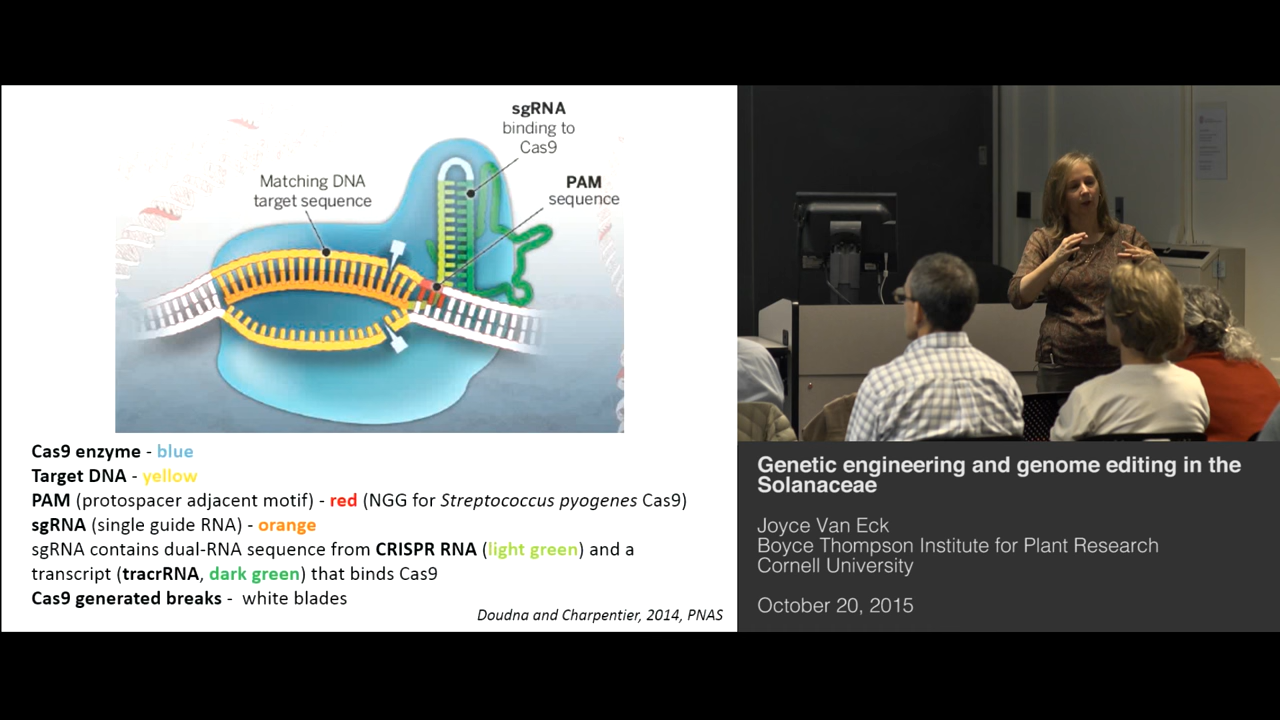 sgRNA
binding to
Cas9
Matching DNA
target sequence
PAM
sequence
Cas9 enzyme - blue
Target DNA - yellow
PAM (protospacer adjacent motif) - red (NGG for Streptococcus pyogenes Cas9)
sgRNA (single guide RNA) - orange
sgRNA contains dual-RNA sequence from CRISPR RNA (light green) and a
transcript (tracrRNA, dark green) that binds Cas9
Cas9 generated breaks - white blades
Doudna and Charpentier, 2014, PNAS
Genetic engineering and genome editing in the
Solanaceae
Joyce Van Eck
Boyce Thompson Institute for Plant Research
Cornell University
October 20, 2015